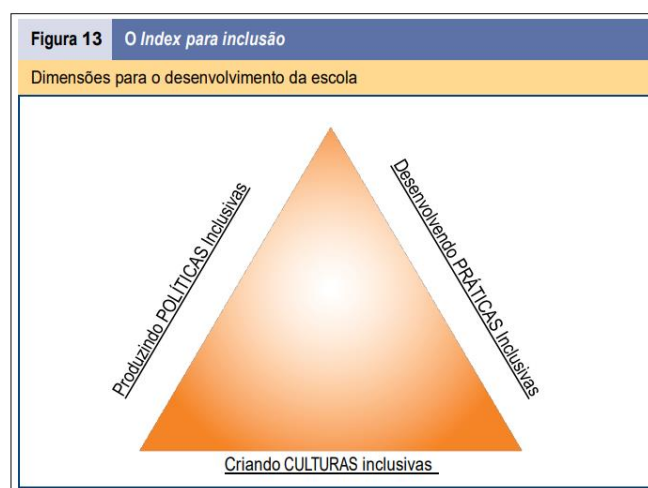 Figura 13
O Index para inclusão
Dimensões para o desenvolvimento da escola
Produzindo POLÍTICAS Inclusivas
Desenvolvendo PRÁTICAS Inclusivas
Criando CULTURAS inclusivas